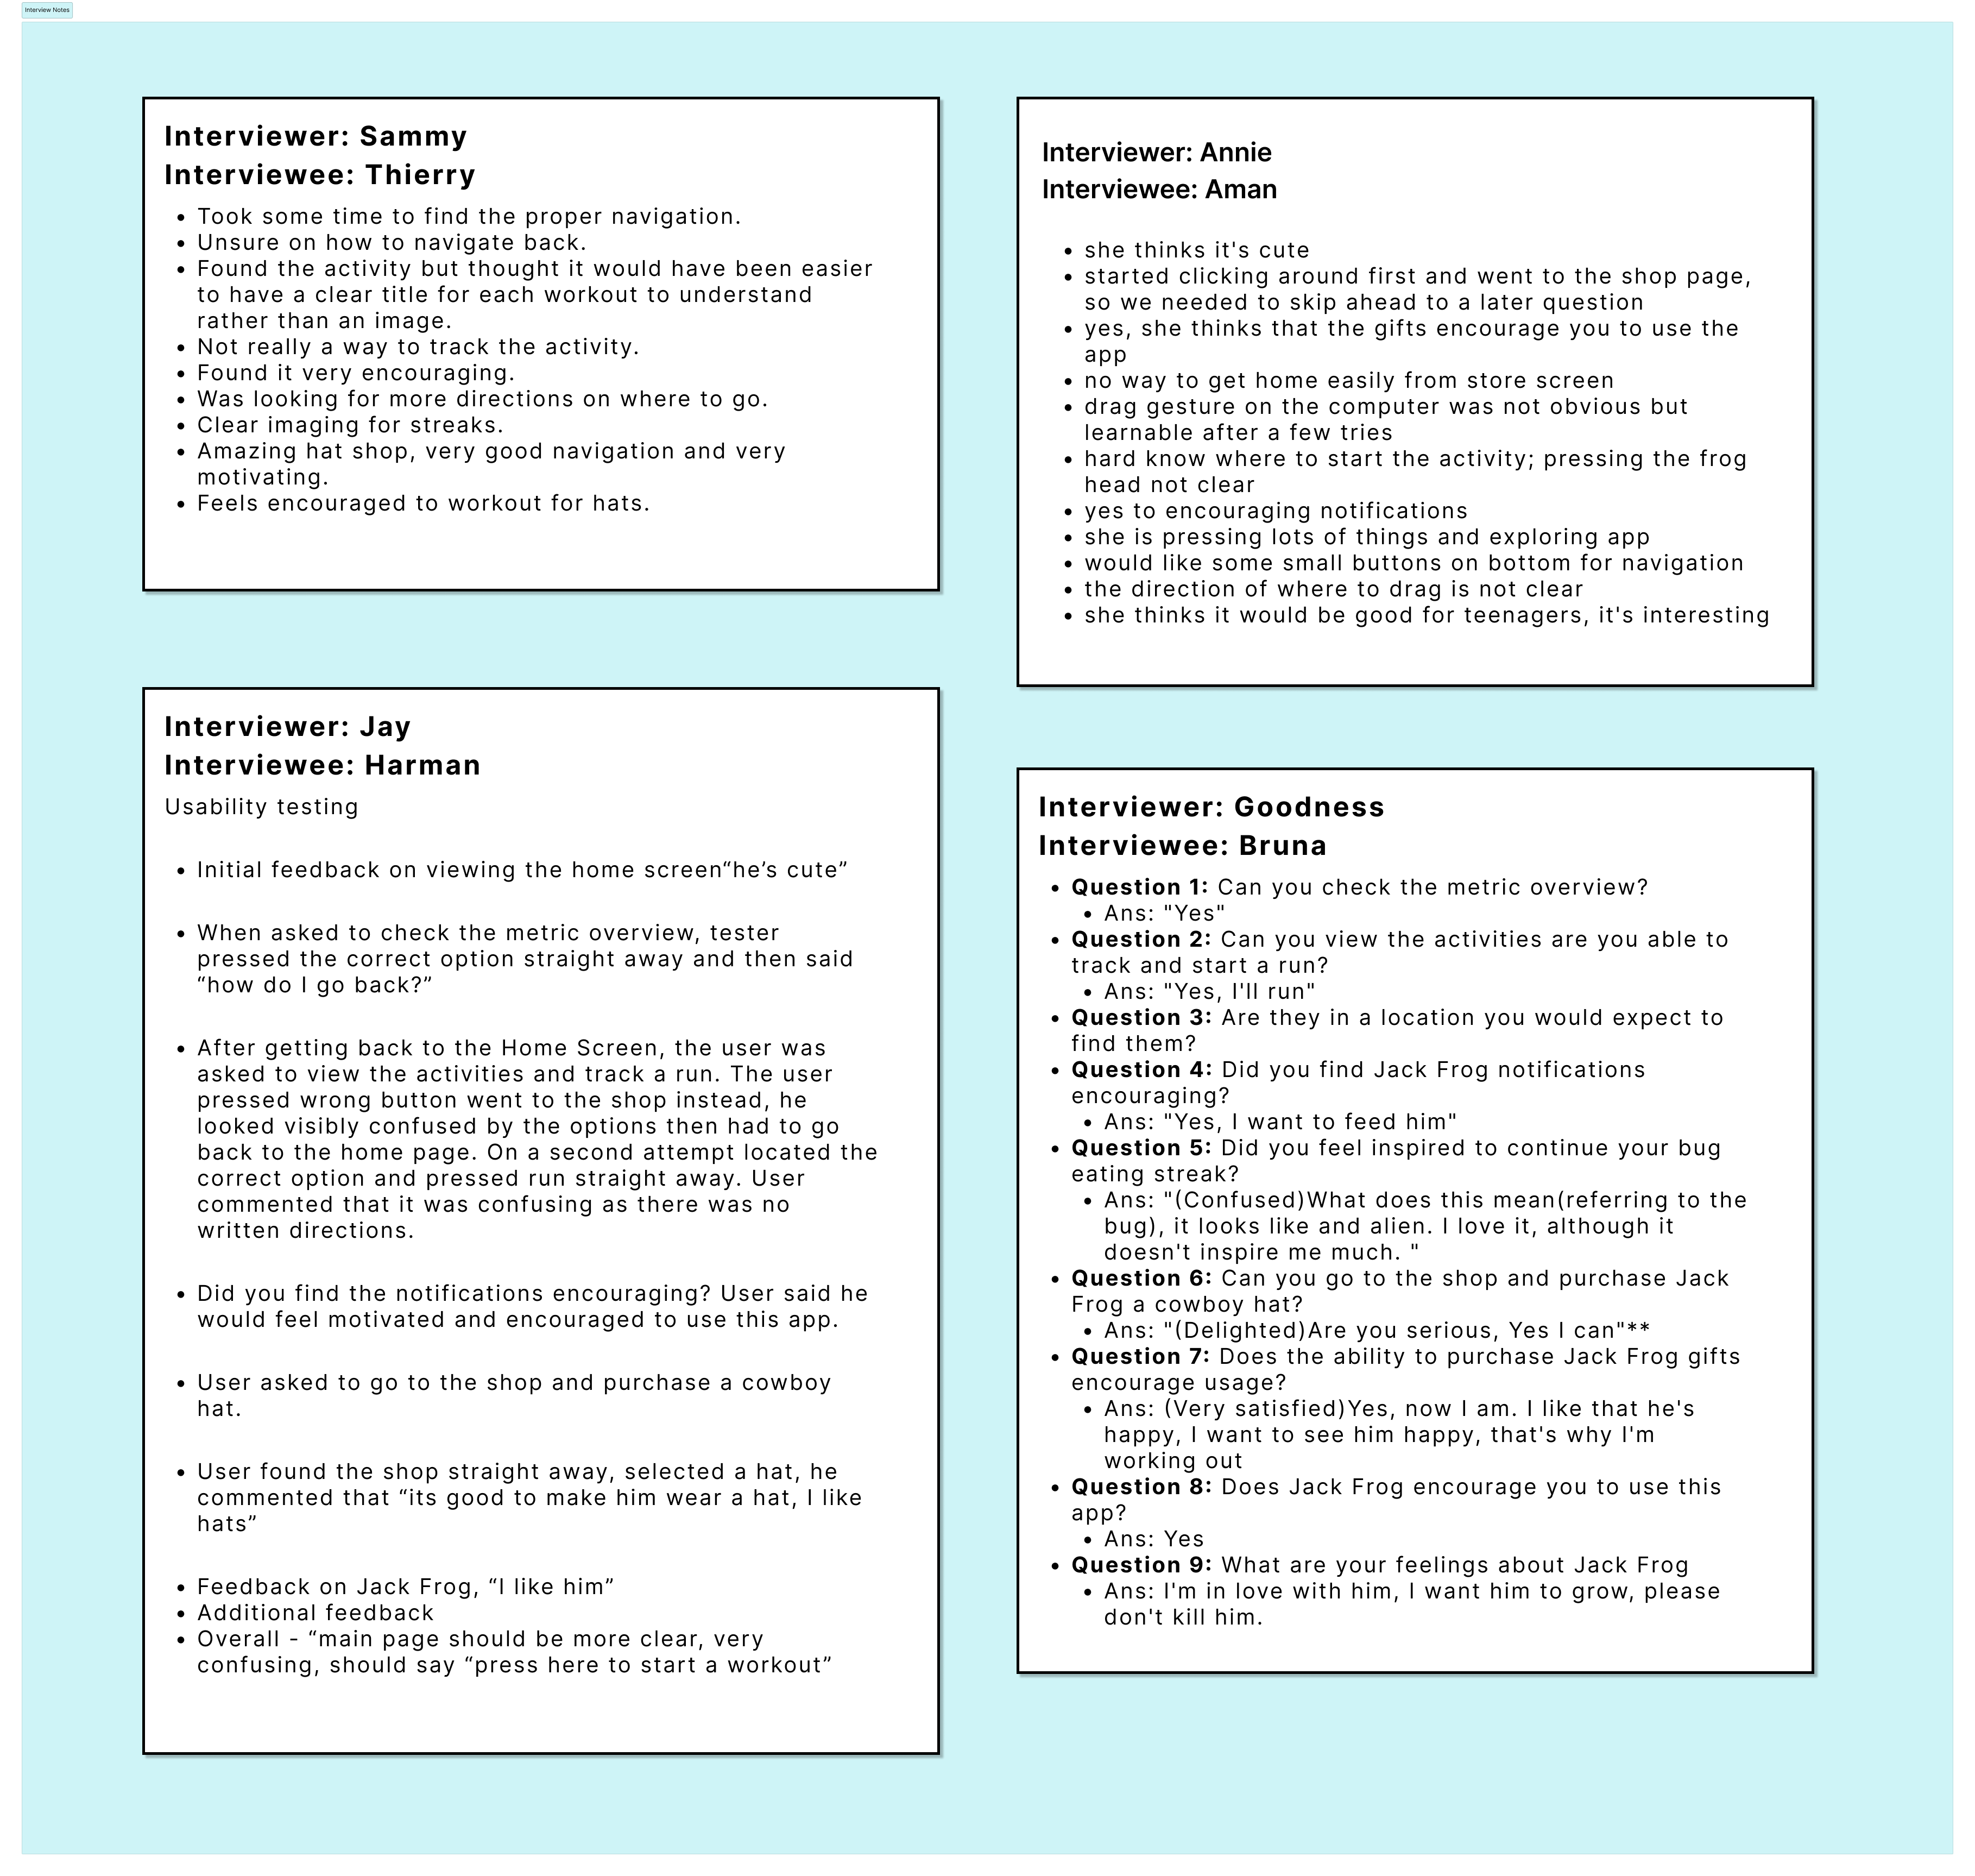 Interview Notes
Interviewer: Sammy
Interviewee: Thierry
• Took some time to find the proper navigation.
• Unsure on how to navigate back.
• Found the activity but thought it would have been easier
to have a clear title for each workout to understand
rather than an image.
• Not really a way to track the activity.
• Found it very encouraging.
• Was looking for more directions on where to go.
• Clear imaging for streaks.
• Amazing hat shop, very good navigation and very
motivating.
• Feels encouraged to workout for hats.
Interviewer: Annie
Interviewee: Aman
• she thinks it's cute
• started clicking around first and went to the shop page,
so we needed to skip ahead to a later question
• yes, she thinks that the gifts encourage you to use the
app
• no way to get home easily from store screen
• drag gesture on the computer was not obvious but
learnable after a few tries
• hard know where to start the activity; pressing the frog
head not clear
• yes to encouraging notifications
• she is pressing lots of things and exploring app
• would like some small buttons on bottom for navigation
• the direction of where to drag is not clear
• she thinks it would be good for teenagers, it's interesting
Interviewer: Jay
Interviewee: Harman
Usability testing
• Initial feedback on viewing the home screen“he’s cute”
• When asked to check the metric overview, tester
pressed the correct option straight away and then said
“how do I go back?”
• After getting back to the Home Screen, the user was
asked to view the activities and track a run. The user
pressed wrong button went to the shop instead, he
looked visibly confused by the options then had to go
back to the home page. On a second attempt located the
correct option and pressed run straight away. User
commented that it was confusing as there was no
written directions.
• Did you find the notifications encouraging? User said he
would feel motivated and encouraged to use this app.
• User asked to go to the shop and purchase a cowboy
hat.
• User found the shop straight away, selected a hat, he
commented that “its good to make him wear a hat, I like
hats”
• Feedback on Jack Frog, “I like him”
• Additional feedback
• Overall - “main page should be more clear, very
confusing, should say “press here to start a workout”
Interviewer: Goodness
Interviewee: Bruna
• Question 1: Can you check the metric overview?
• Ans: "Yes"
• Question 2: Can you view the activities are you able to
track and start a run?
• Ans: "Yes, I'll run"
• Question 3: Are they in a location you would expect to
find them?
• Question 4: Did you find Jack Frog notifications
encouraging?
• Ans: "Yes, I want to feed him"
• Question 5: Did you feel inspired to continue your bug
eating streak?
• Ans: "(Confused)What does this mean(referring to the
bug), it looks like and alien. I love it, although it
doesn't inspire me much. "
• Question 6: Can you go to the shop and purchase Jack
Frog a cowboy hat?
• Ans: "(Delighted)Are you serious, Yes I can"**
• Question 7: Does the ability to purchase Jack Frog gifts
encourage usage?
• Ans: (Very satisfied)Yes, now I am. I like that he's
happy, I want to see him happy, that's why I'm
working out
• Question 8: Does Jack Frog encourage you to use this
app?
• Ans: Yes
• Question 9: What are your feelings about Jack Frog
• Ans: I'm in love with him, I want him to grow, please
don't kill him.